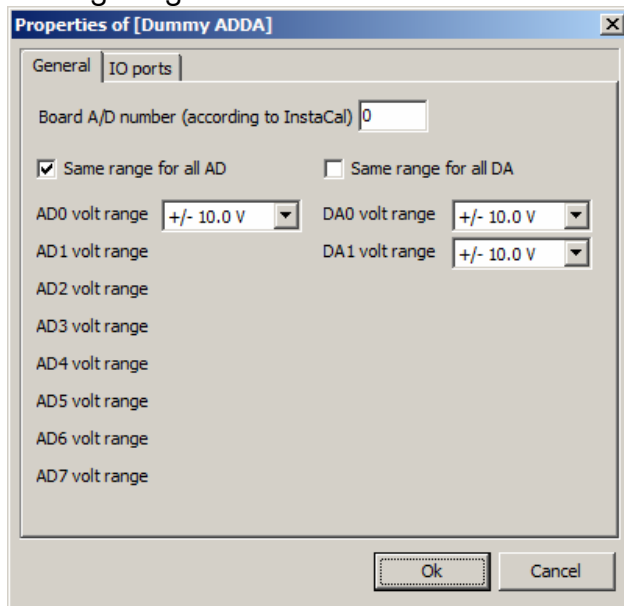 Properties of [Dummy ADDA]
General IO ports
Board A/D number (according to InstaCal) 0
Same range for all AD Same range for all DA
AD0 volt range +/- 10.0 V DA0 volt range +/- 10.0 V
AD1 volt range DA1 volt range +/- 10.0 V
AD2 volt range
AD3 volt range
AD4 volt range
AD5 volt range
AD6 volt range
AD7 volt range
Ok Cancel